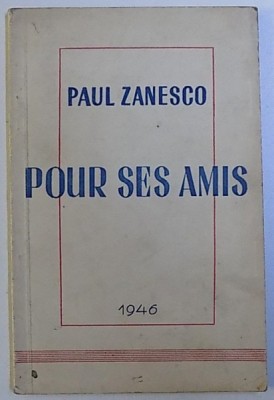 PAUL ZANESCO
POUR SES AMIS
1946